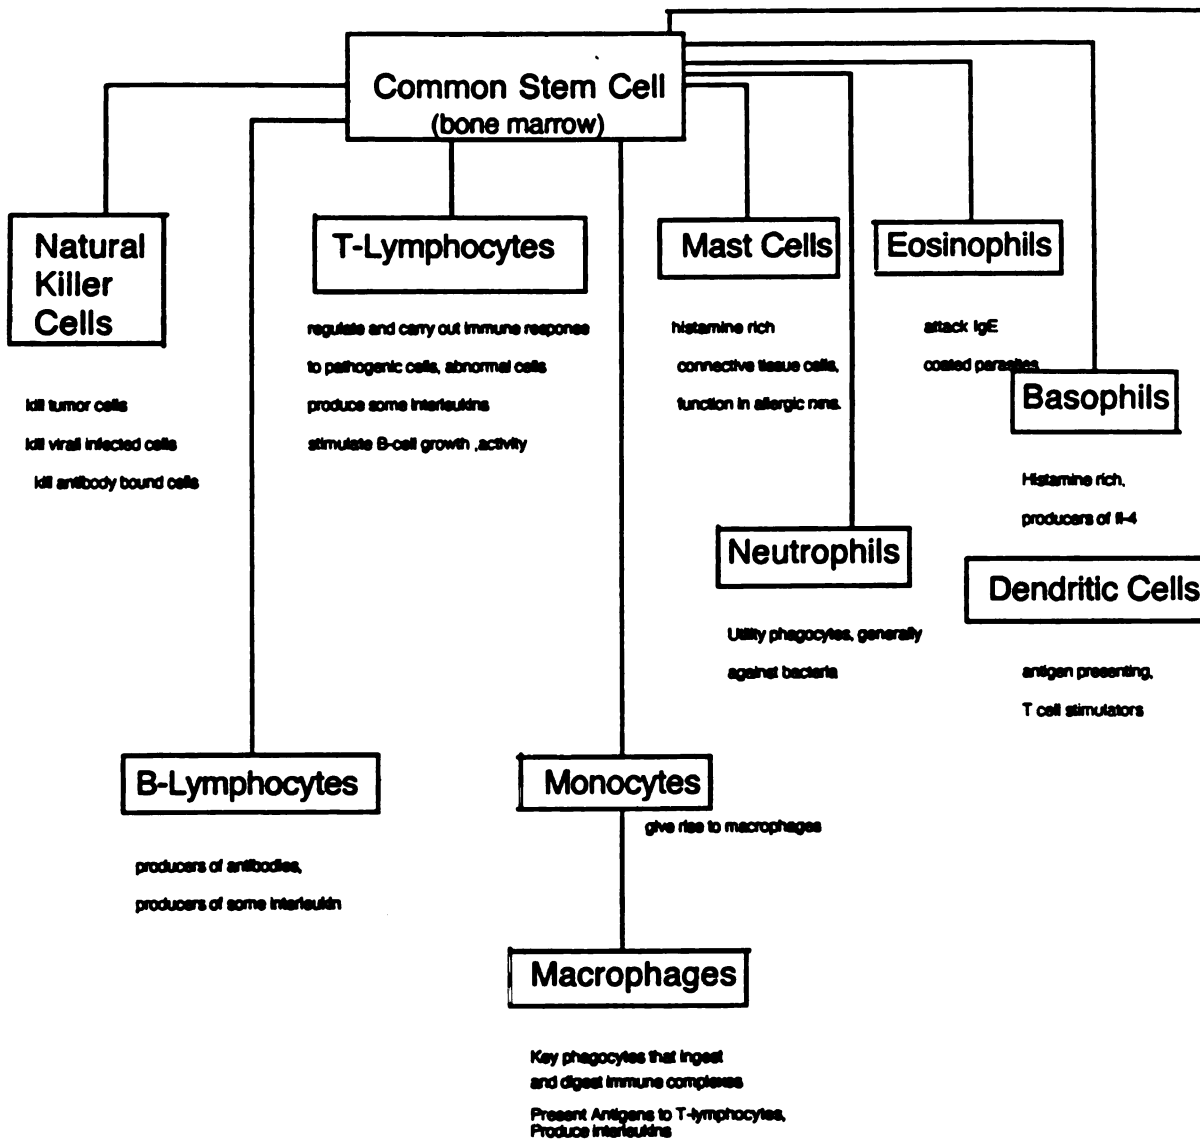 Common Stem Cell
(bone marrow)
Natural
Killer
Cells
kill tumor cells
kill virall infected cells
kill antibody bound cells
T-Lymphocytes
regulate and carry out immune response
to pathogenic cells, abnormal cells
produce some interleukins
stimulate B-cell growth ,activity
Mast Cells
histamine rich
connective tissue cells,
function in allergic rxns.
Eosinophils
attack IgE
coated parasites
Basophils
Histamine rich,
producers of Il-4
Neutrophils
Utility phagocytes, generally
against bacteria
Dendritic Cells
antigen presenting,
T cell stimulators
B-Lymphocytes
producers of antibodies,
producers of some interleukin
Monocytes
give rise to macrophages
Macrophages
Key phagocytes that ingest
and digest immune complexes
Present Antigens to T-lymphocytes,
Produce interleukins